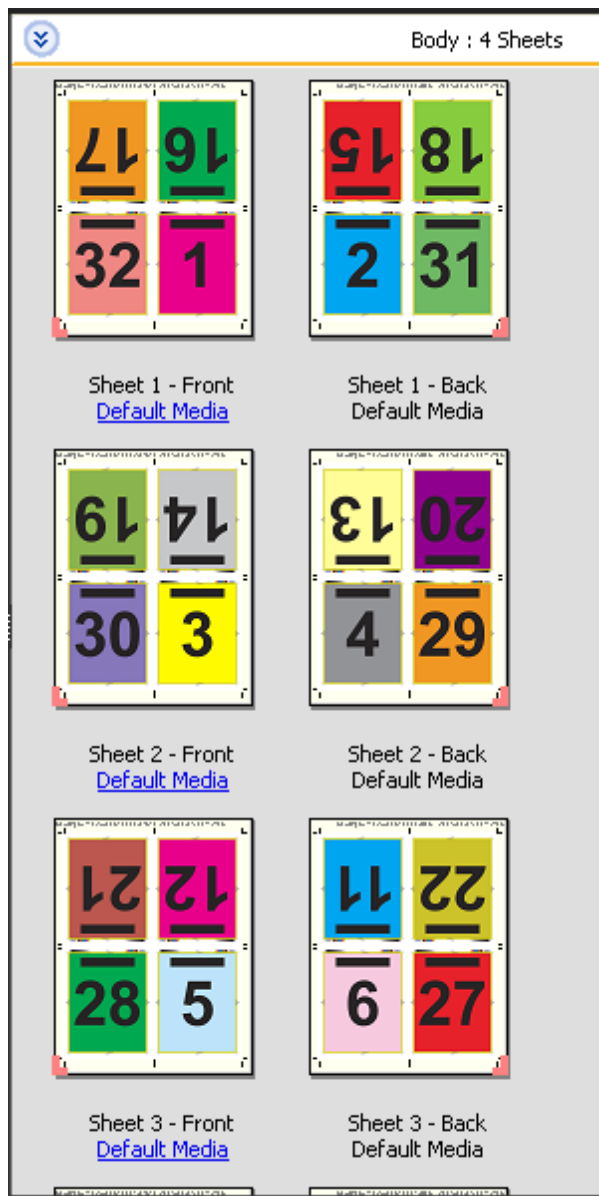 Body : 4 Sheets
17 16
32 1
15 18
2 31
Sheet 1 - Front
Default Media
Sheet 1 - Back
Default Media
19 14
30 3
13 20
4 29
Sheet 2 - Front
Default Media
Sheet 2 - Back
Default Media
21 12
28 5
11 22
6 27
Sheet 3 - Front
Default Media
Sheet 3 - Back
Default Media